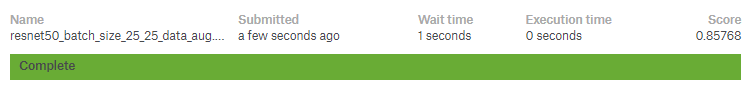 Name Submitted Wait time Execution time Score
resnet50_batch_size_25_25_data_aug.... a few seconds ago 1 seconds 0 seconds 0.85768
Complete